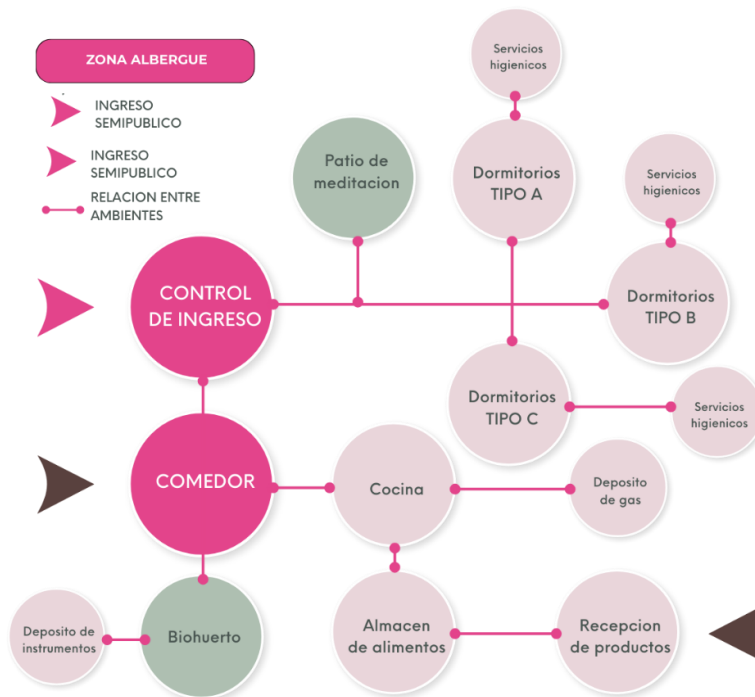 ZONA ALBERGUE
INGRESO
SEMIPUBLICO
INGRESO
SEMIPUBLICO
RELACION ENTRE
AMBIENTES
Servicios
higienicos
Patio de
meditacion
Dormitorios
TIPO A
Servicios
higienicos
CONTROL
DE INGRESO
Dormitorios
TIPO B
Dormitorios
TIPO C
Servicios
higienicos
COMEDOR
Cocina
Deposito
de gas
Deposito de
instrumentos
Biohuerto
Almacen
de alimentos
Recepcion
de productos